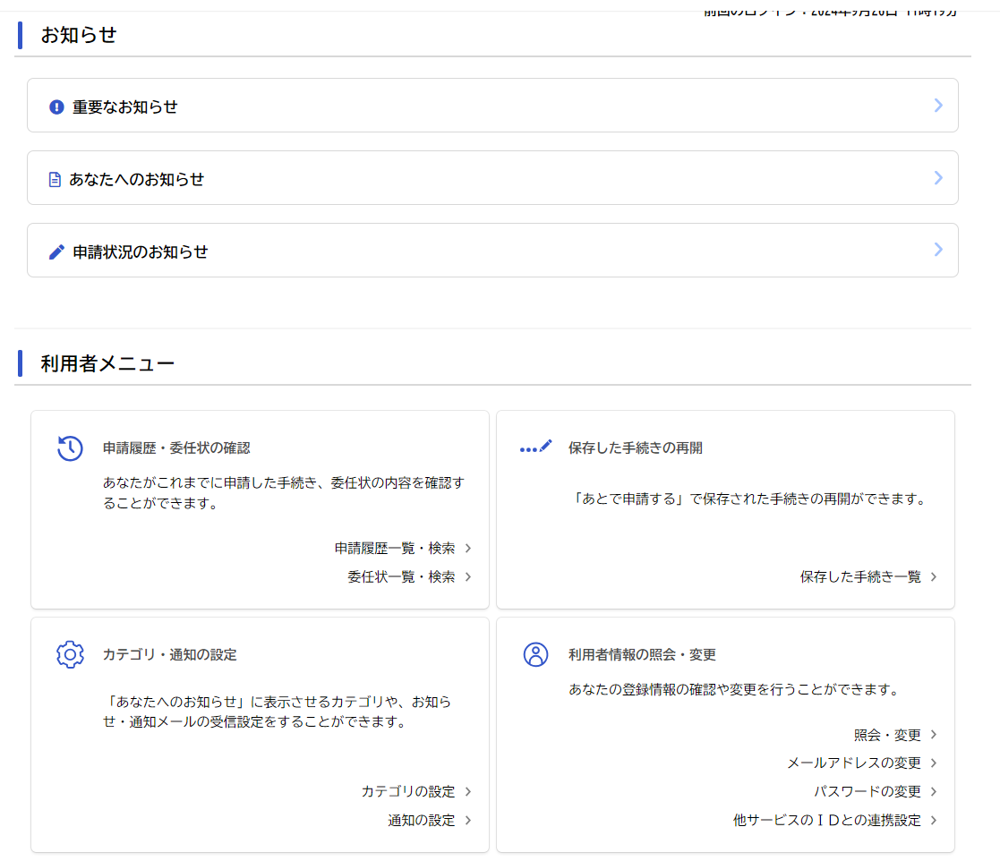 前回のログイン：2024年9月20日 11時19分
お知らせ
重要なお知らせ
あなたへのお知らせ
申請状況のお知らせ
利用者メニュー
申請履歴・委任状の確認
あなたがこれまでに申請した手続き、委任状の内容を確認す
ることができます。
申請履歴一覧・検索
委任状一覧・検索
保存した手続きの再開
「あとで申請する」で保存された手続きの再開ができます。
保存した手続き一覧
カテゴリ・通知の設定
「あなたへのお知らせ」に表示させるカテゴリや、お知ら
せ・通知メールの受信設定をすることができます。
カテゴリの設定
通知の設定
利用者情報の照会・変更
あなたの登録情報の確認や変更を行うことができます。
照会・変更
メールアドレスの変更
パスワードの変更
他サービスのＩＤとの連携設定